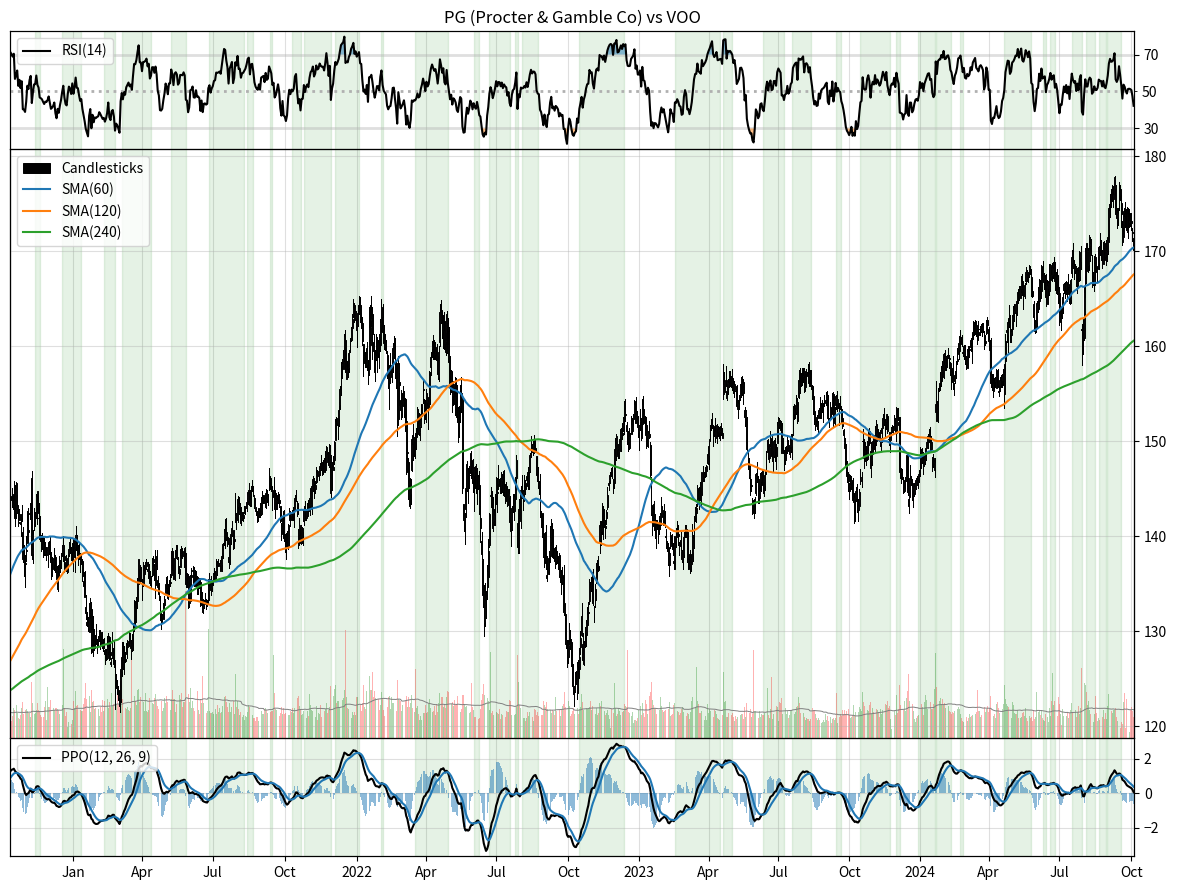 PG (Procter & Gamble Co) vs VOO
RSI(14)
70
50
30
Candlesticks
SMA(60)
SMA(120)
SMA(240)
180
170
160
150
140
130
120
PPO(12, 26, 9)
2
0
−2
Jan Apr Jul Oct 2022 Apr Jul Oct 2023 Apr Jul Oct 2024 Apr Jul Oct